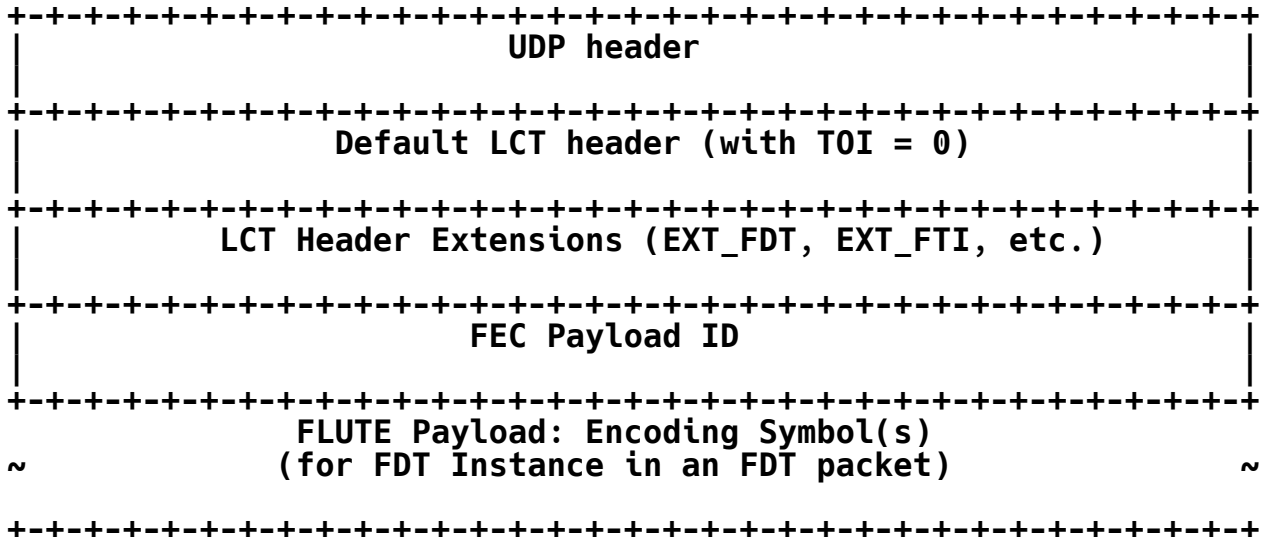 +-+-+-+-+-+-+-+-+-+-+-+-+-+-+-+-+-+-+-+-+-+-+-+-+-+-+-+-+-+-+-+-+-+
| UDP header |
| |
+-+-+-+-+-+-+-+-+-+-+-+-+-+-+-+-+-+-+-+-+-+-+-+-+-+-+-+-+-+-+-+-+-+
| Default LCT header (with TOI = 0) |
| |
+-+-+-+-+-+-+-+-+-+-+-+-+-+-+-+-+-+-+-+-+-+-+-+-+-+-+-+-+-+-+-+-+-+
| LCT Header Extensions (EXT_FDT, EXT_FTI, etc.) |
| |
+-+-+-+-+-+-+-+-+-+-+-+-+-+-+-+-+-+-+-+-+-+-+-+-+-+-+-+-+-+-+-+-+-+
| FEC Payload ID |
| |
+-+-+-+-+-+-+-+-+-+-+-+-+-+-+-+-+-+-+-+-+-+-+-+-+-+-+-+-+-+-+-+-+-+
FLUTE Payload: Encoding Symbol(s)
~ (for FDT Instance in an FDT packet) ~
+-+-+-+-+-+-+-+-+-+-+-+-+-+-+-+-+-+-+-+-+-+-+-+-+-+-+-+-+-+-+-+-+-+